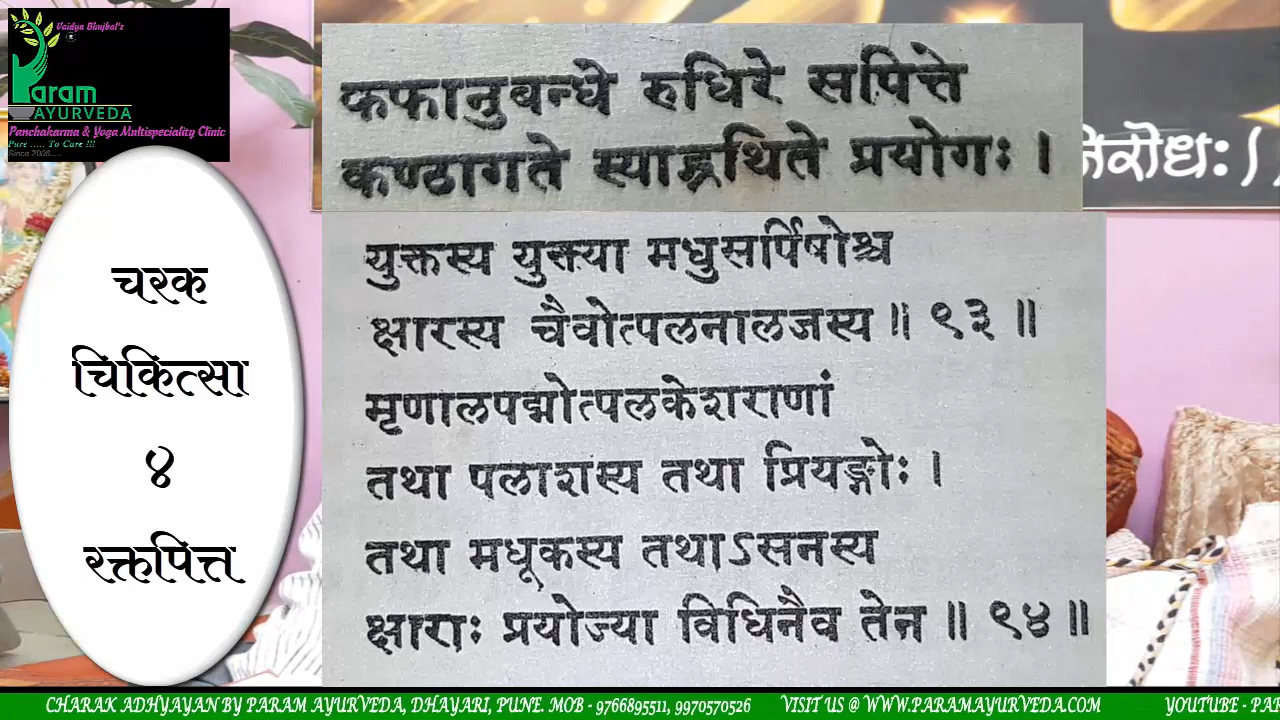 Vaidya Bhujbal's
Param
AYURVEDA
Panchakarma & Yoga Multispeciality Clinic
Pure ..... To Cure !!!
Since 2006.....
चरक
चिकित्सा
४
रक्तपित्त
कफानुबन्धे रुधिरे सपित्ते
कण्ठागते स्याद्ग्रथिते प्रयोगः ।
युक्तस्य युक्त्या मधुसर्पिषोश्च
क्षारस्य चैवोत्पलनालजस्य ॥ ९३ ॥
मृणालपद्मोत्पलकेशराणां
तथा पलाशस्य तथा प्रियङ्गोः ।
तथा मधूकस्य तथाऽसनस्य
क्षाराः प्रयोज्या विधिनैव तेन ॥ ९४ ॥
निरोधः//
CHARAK ADHYAYAN BY PARAM AYURVEDA, DHAYARI, PUNE. MOB - 9766895511, 9970570526 VISIT US @ WWW.PARAMAYURVEDA.COM YOUTUBE - PA